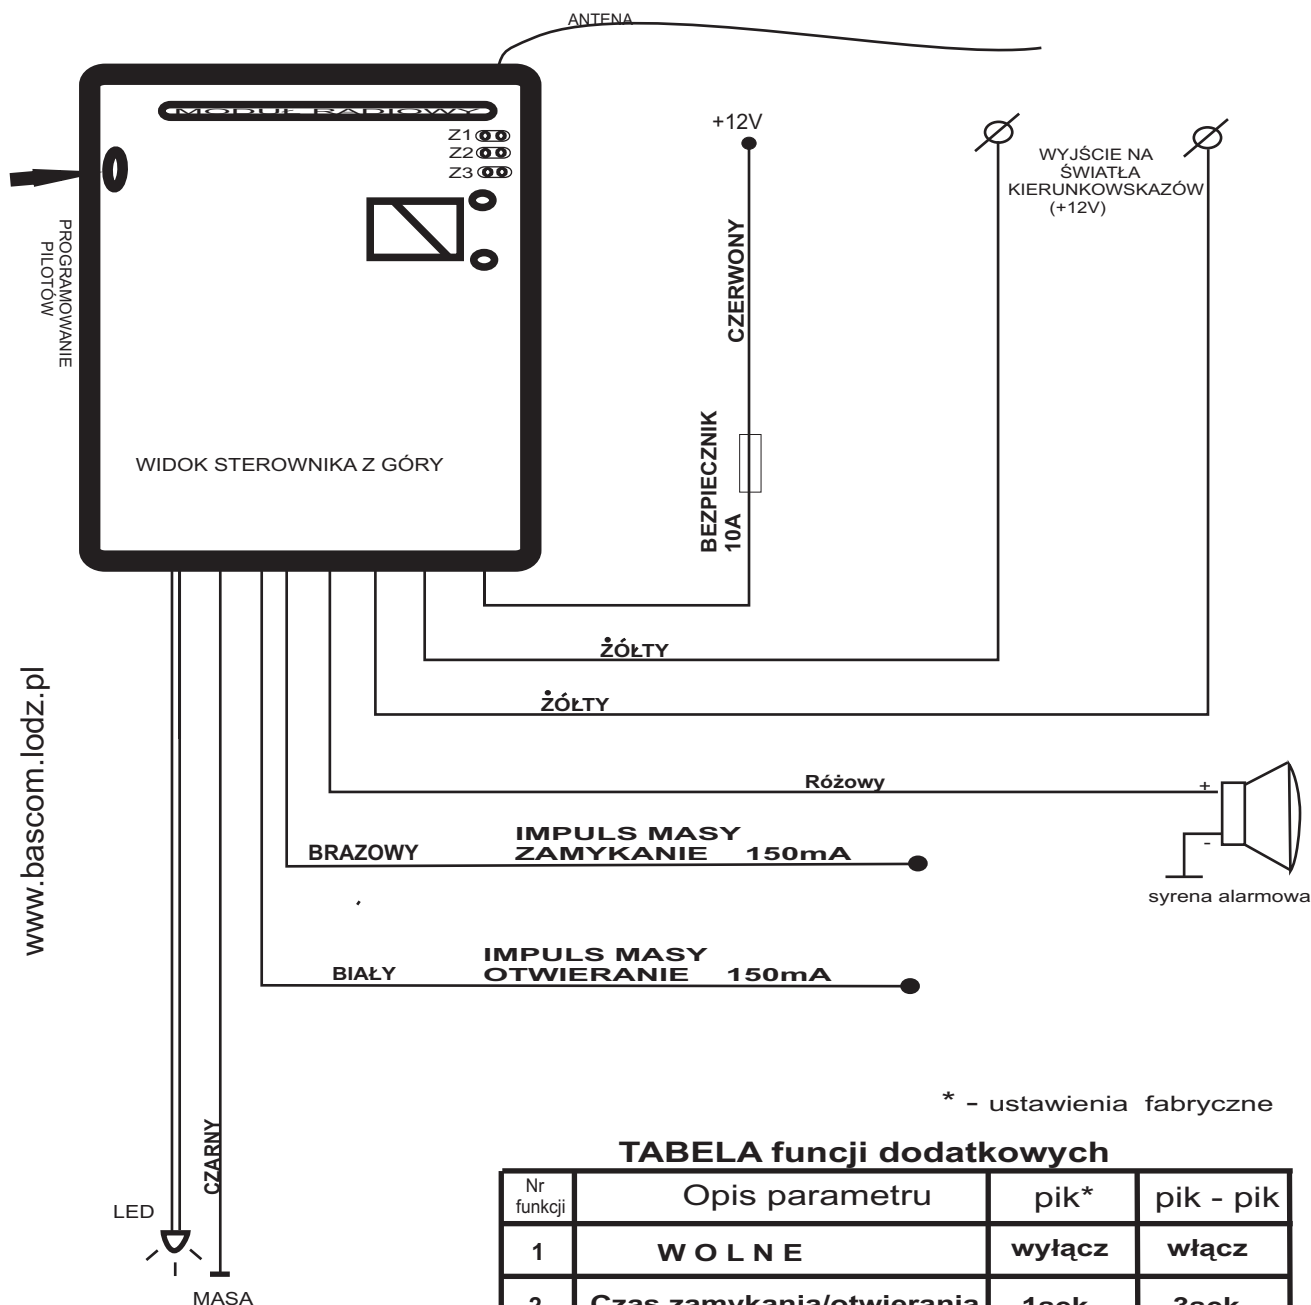 ANTENA
MODUŁ RADIOWY
Z1
Z2
Z3
+12V
WYJŚCIE NA
ŚWIATŁA
KIERUNKOWSKAZÓW
(+12V)
PROGRAMOWANIE
PILOTÓW
CZERWONY
BEZPIECZNIK
10A
WIDOK STEROWNIKA Z GÓRY
ŻÓŁTY
ŻÓŁTY
www.bascom.lodz.pl
Różowy
+
-
syrena alarmowa
BRAZOWY
IMPULS MASY
ZAMYKANIE 150mA
BIAŁY
IMPULS MASY
OTWIERANIE 150mA
* - ustawienia fabryczne
CZARNY
LED
MASA
TABELA funcji dodatkowych
Nr funkcji Opis parametru pik* pik - pik
1 W O L N E wyłącz włącz
2 Czas zamykania/otwierania 1sek 3sek